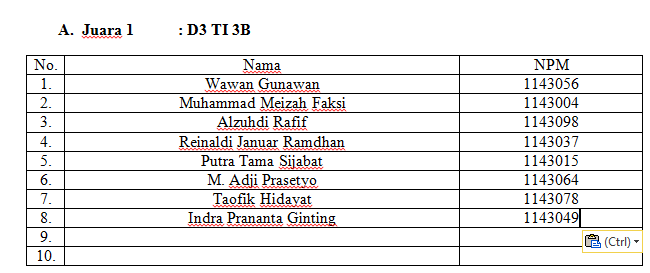 A. Juara 1 : D3 TI 3B
No. Nama NPM
1. Wawan Gunawan 1143056
2. Muhammad Meizah Faksi 1143004
3. Alzuhdi Rafif 1143098
4. Reinaldi Januar Ramdhan 1143037
5. Putra Tama Sijabat 1143015
6. M. Adji Prasetyo 1143064
7. Taofik Hidayat 1143078
8. Indra Prananta Ginting 1143049
9.
(Ctrl)
10.